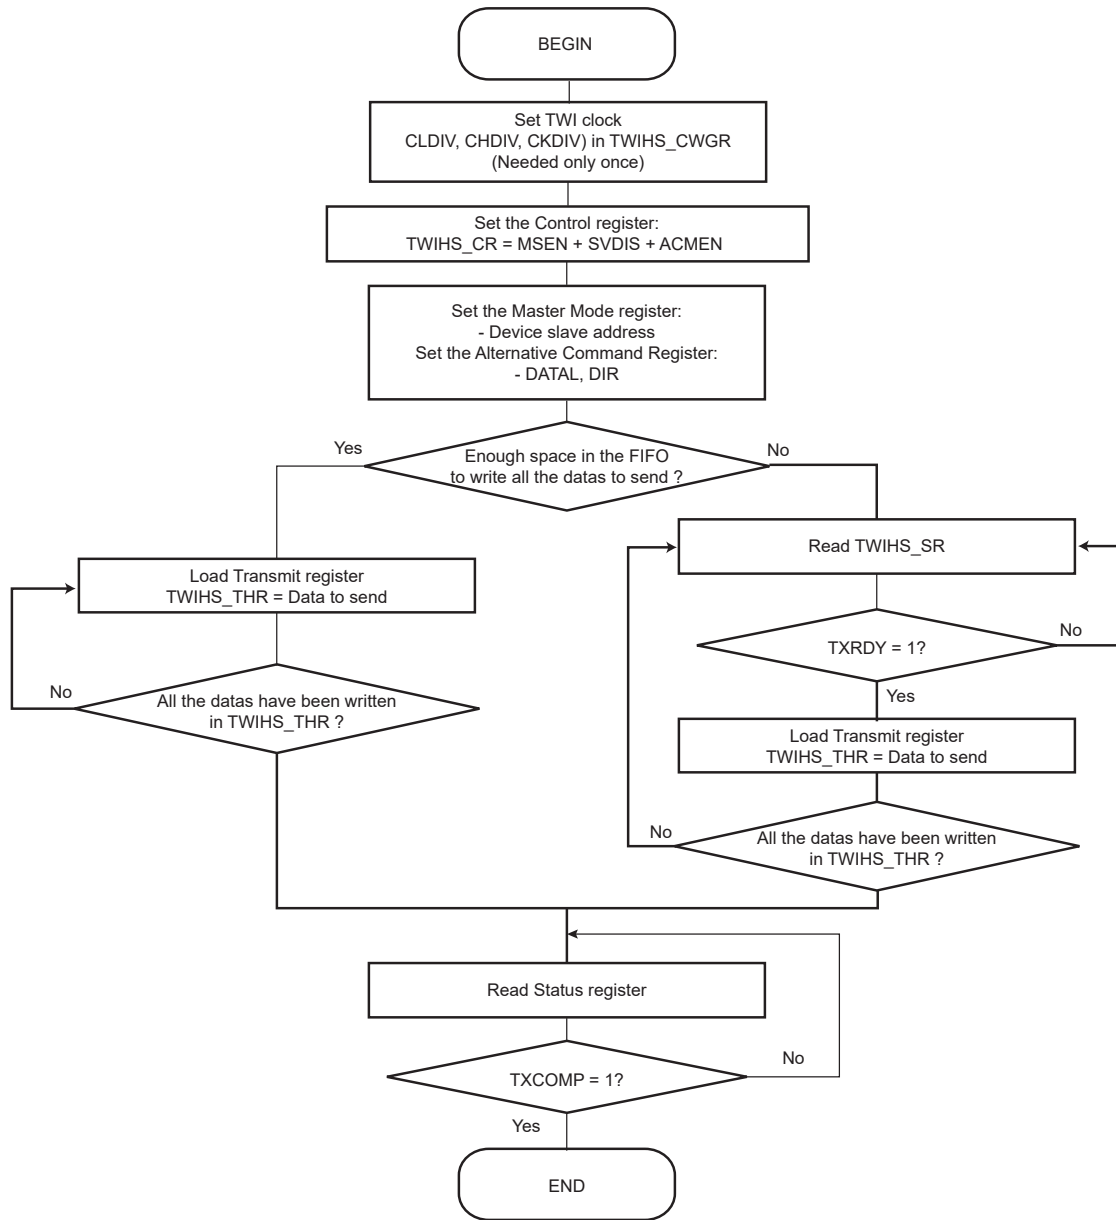 BEGIN
Set TWI clock
CLDIV, CHDIV, CKDIV) in TWIHS_CWGR
(Needed only once)
Set the Control register:
TWIHS_CR = MSEN + SVDIS + ACMEN
Set the Master Mode register:
- Device slave address
Set the Alternative Command Register:
- DATAL, DIR
Yes
Enough space in the FIFO
to write all the datas to send ?
No
Load Transmit register
TWIHS_THR = Data to send
No
All the datas have been written
in TWIHS_THR ?
Read TWIHS_SR
TXRDY = 1?
No
Yes
Load Transmit register
TWIHS_THR = Data to send
No
All the datas have been written
in TWIHS_THR ?
Read Status register
TXCOMP = 1?
No
Yes
END